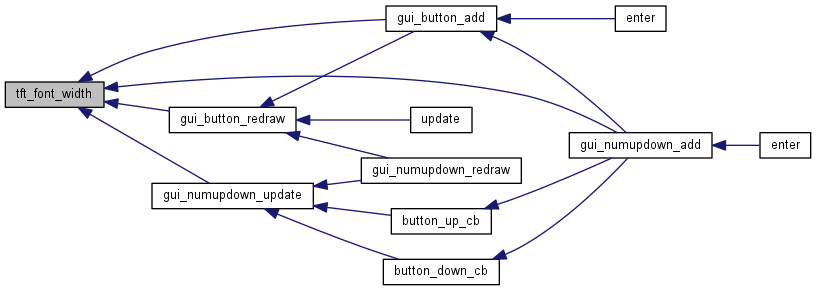 gui_button_add
enter
tft_font_width
gui_button_redraw
update
gui_numupdown_add
enter
gui_numupdown_redraw
gui_numupdown_update
button_up_cb
button_down_cb